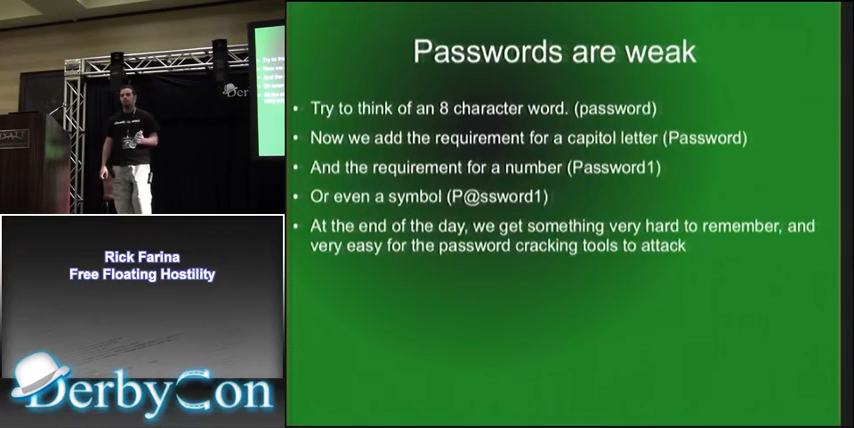 Passwords are weak
• Try to think of an 8 character word. (password)
• Now we add the requirement for a capitol letter (Password)
• And the requirement for a number (Password1)
• Or even a symbol (P@ssword1)
• At the end of the day, we get something very hard to remember, and
very easy for the password cracking tools to attack
Rick Farina
Free Floating Hostility
DerbyCon